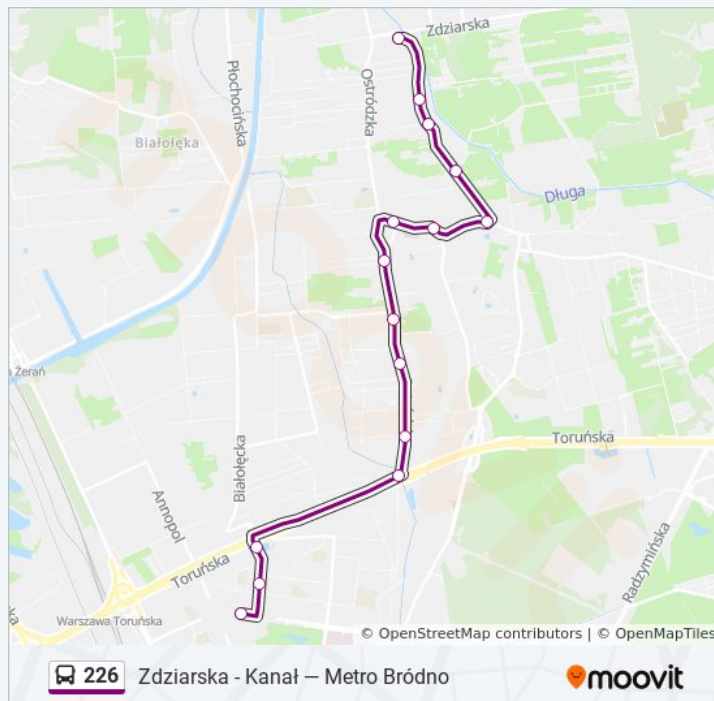 Zdziarska
Płochocińska
Ostródzka
Białołęka
Długa
a Żerań
Białołęcka
Toruńska
Annopol
Toruńska
Radzymińska
Warszawa Toruńska
ka
© OpenStreetMap contributors | © OpenMapTiles
226 Zdziarska - Kanał — Metro Bródno
moovit